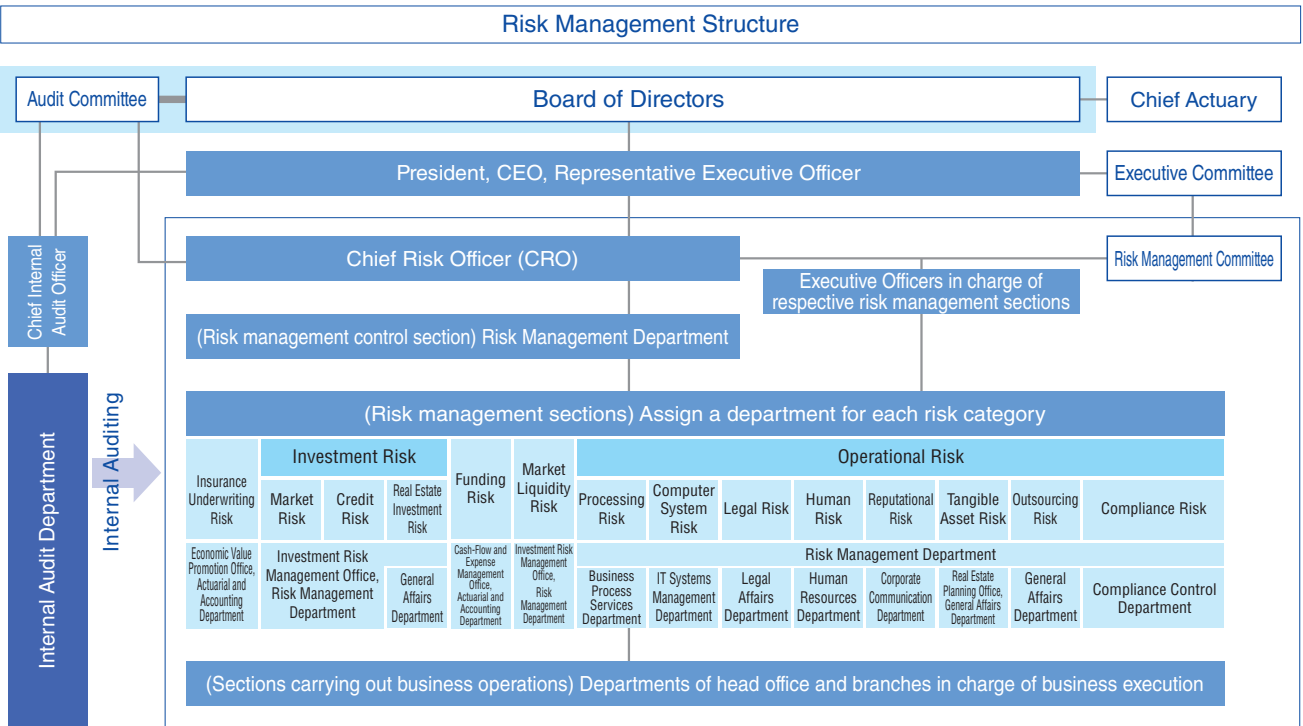 Risk Management Structure
Audit Committee
Board of Directors
Chief Actuary
President, CEO, Representative Executive Officer
Executive Committee
Chief Internal
Audit Officer
Chief Risk Officer (CRO)
Risk Management Committee
Executive Officers in charge of
respective risk management sections
(Risk management control section) Risk Management Department
Internal Audit Department
Internal Auditing
(Risk management sections) Assign a department for each risk category
Insurance
Underwriting
Risk
Investment Risk
Market
Risk
Credit
Risk
Real Estate
Investment
Risk
Funding
Risk
Market
Liquidity
Risk
Operational Risk
Processing
Risk
Computer
System
Risk
Legal Risk
Human
Risk
Reputational
Risk
Tangible
Asset Risk
Outsourcing
Risk
Compliance Risk
Economic Value
Promotion Office,
Actuarial and
Accounting
Department
Investment Risk
Management Office,
Risk Management
Department
General
Affairs
Department
Cash-Flow and
Expense
Management
Office,
Actuarial and
Accounting
Department
Investment Risk
Management
Office,
Risk
Management
Department
Risk Management Department
Business
Process
Services
Department
IT Systems
Management
Department
Legal
Affairs
Department
Human
Resources
Department
Corporate
Communication
Department
Real Estate
Planning Office,
General Affairs
Department
General
Affairs
Department
Compliance Control
Department
(Sections carrying out business operations) Departments of head office and branches in charge of business execution